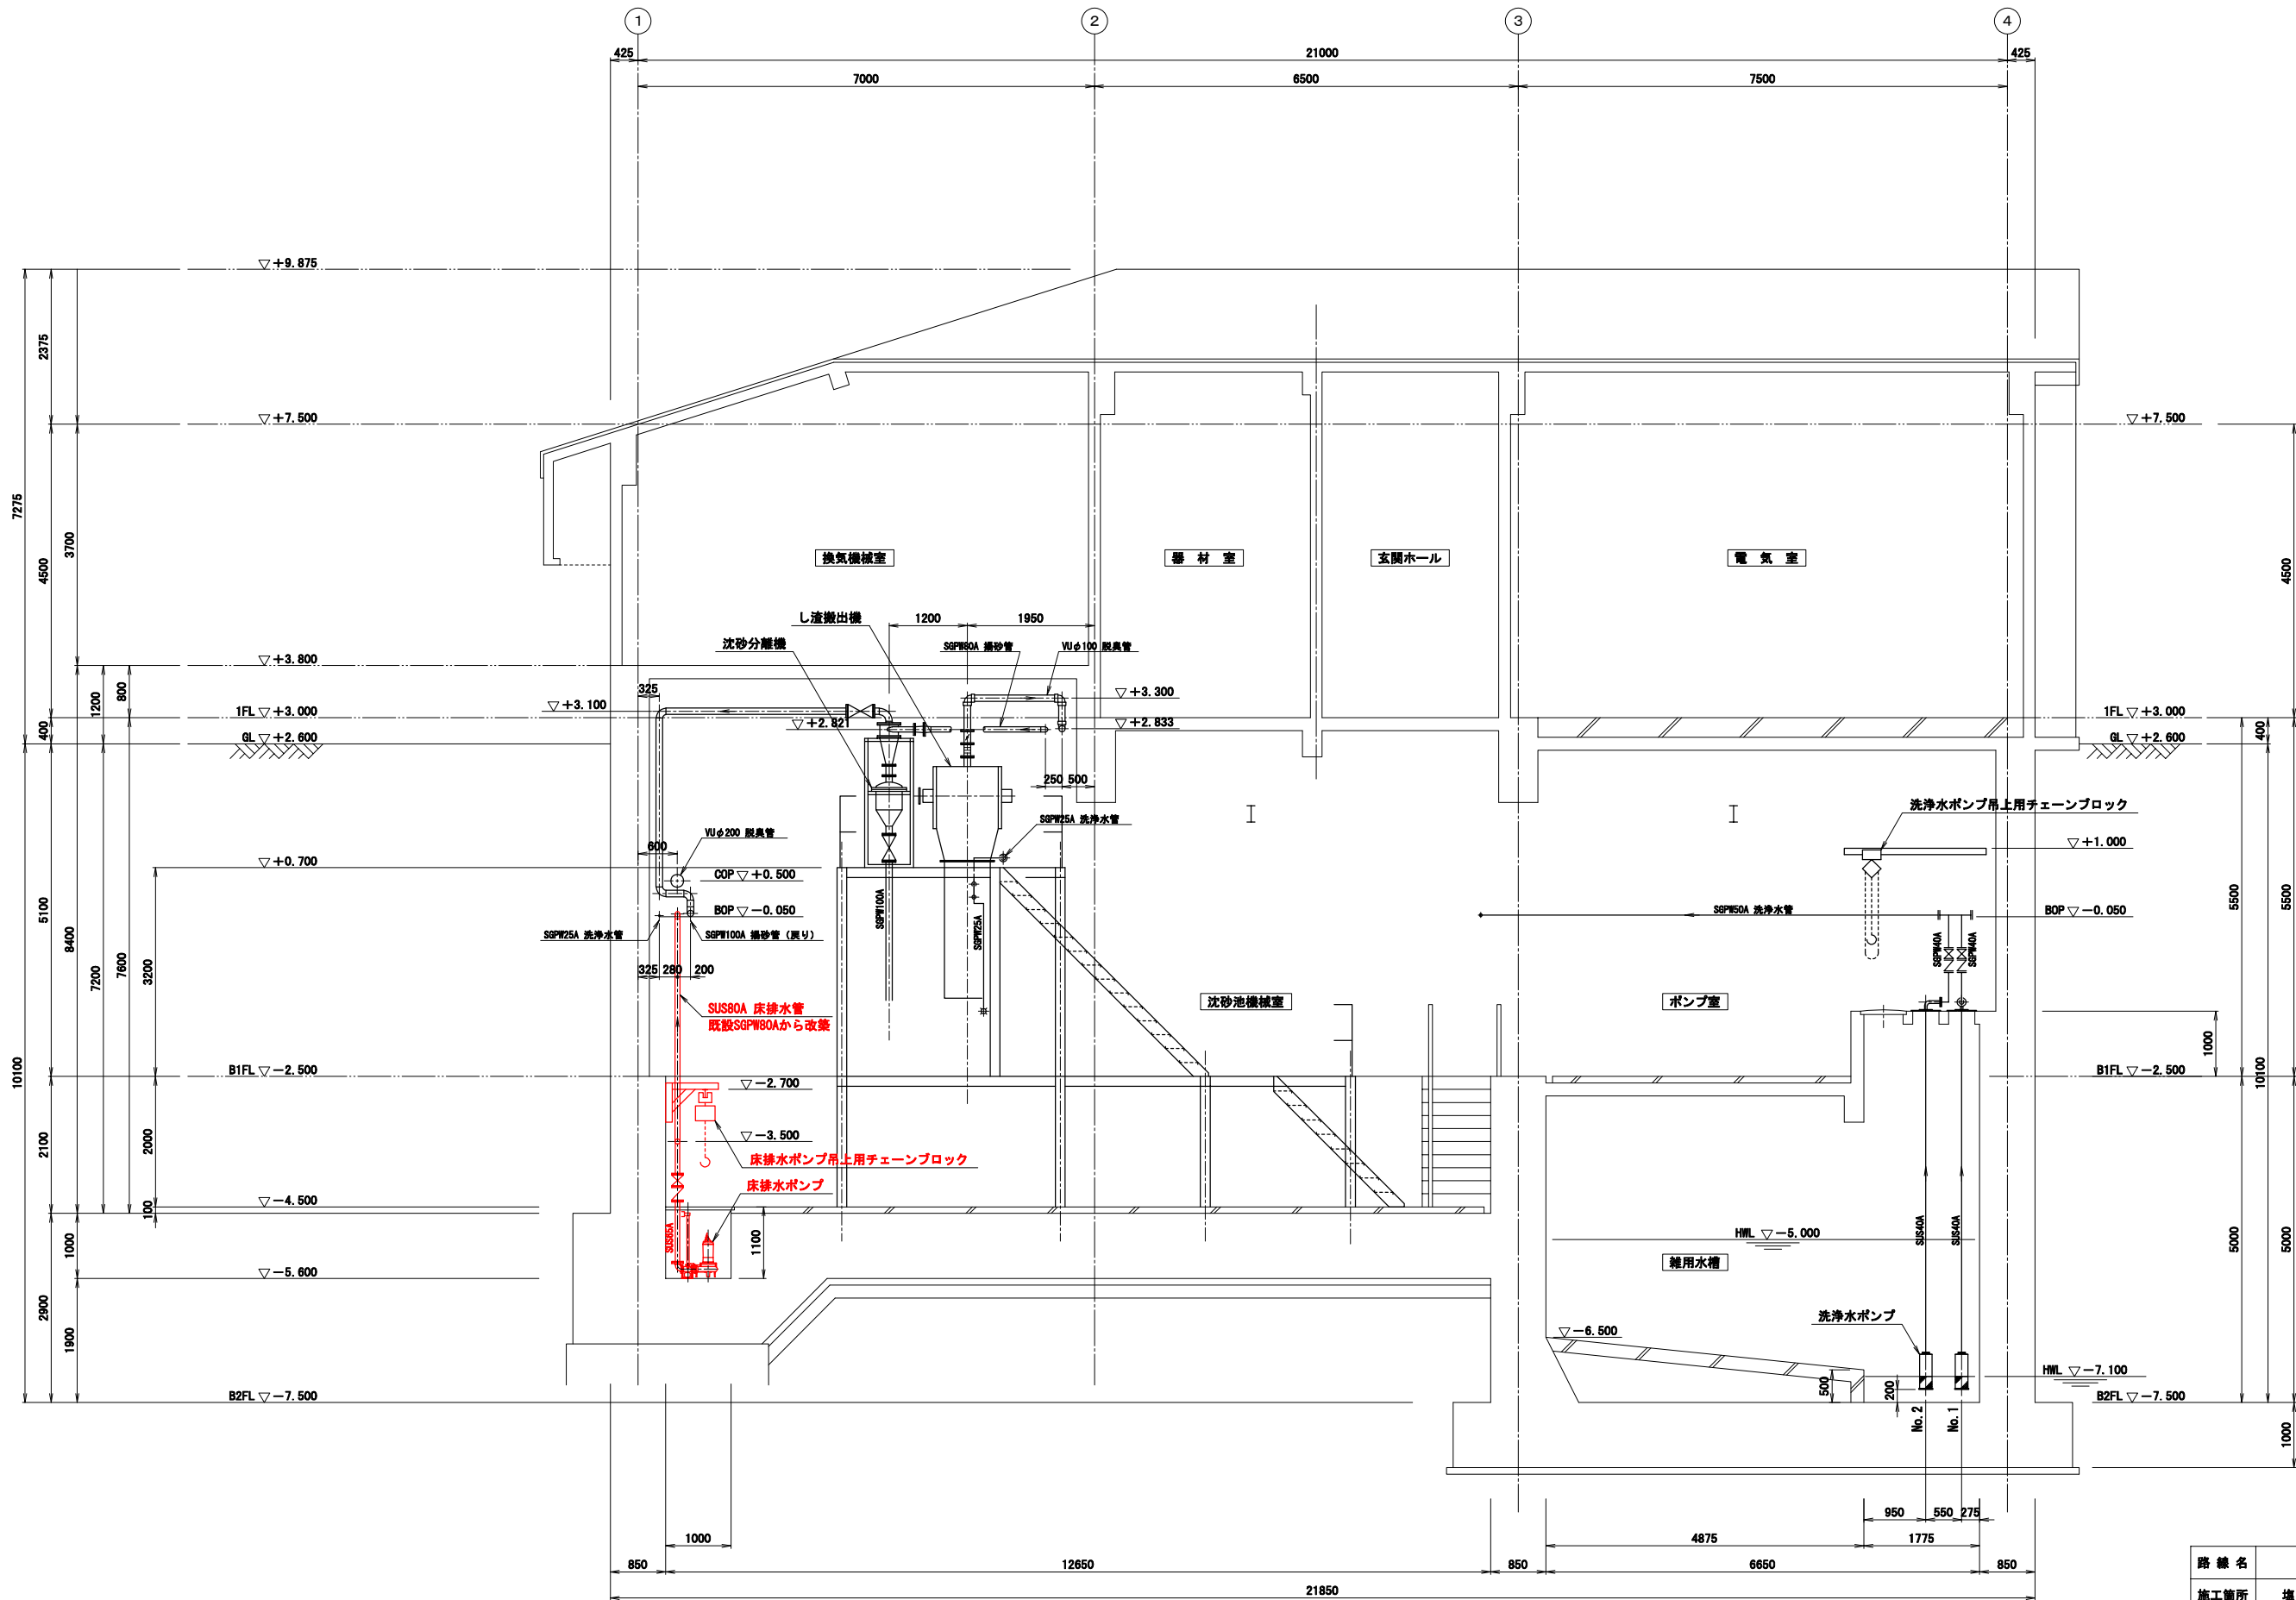 ① ② ③ ④
425 21000 425
7000 6500 7500
▽+9.875
2375
▽+7.500 ▽+7.500
7275
4500
3700
4500
換気機械室 器 材 室 玄関ホール 電 気 室
し渣搬出機 1200 1950
沈砂分離機 SGPW80A 揚砂管 VUφ100 脱臭管
▽+3.800
325
1200
800
▽+3.100 ▽+3.300
1FL ▽+3.000 1FL ▽+3.000
▽+2.821 ▽+2.833
400
GL ▽+2.600 GL ▽+2.600
400
250 500
洗浄水ポンプ吊上用チェーンブロック
SGPW25A 洗浄水管
VUφ200 脱臭管
▽+1.000
600
▽+0.700
COP ▽+0.500
BOP ▽-0.050
SGPW50A 洗浄水管
BOP ▽-0.050
SGPW25A 洗浄水管 SGPW100A 揚砂管(戻り)
SGPW100A
SGPW25A
SGPW40A
SGPW40A
5100
8400
7200
7600
3200
5500
5500
325 280 200
SUS80A 床排水管
既設SGPW80Aから改築
沈砂池機械室 ポンプ室
1000
10100
10100
B1FL ▽-2.500 B1FL ▽-2.500
▽-2.700
▽-3.500
2100
2000
床排水ポンプ吊上用チェーンブロック
床排水ポンプ
▽-4.500
100
SUS65A
1100
1000
HWL ▽-5.000
SUS40A
SUS40A
5000
5000
雑用水槽
▽-5.600
2900
1900
洗浄水ポンプ
▽-6.500
HWL ▽-7.100
500
200
B2FL ▽-7.500 B2FL ▽-7.500
No.2
No.1
1000
950 550 275
1000 4875 1775
850 12650 850 6650 850
21850
路 線 名
施工箇所 塩